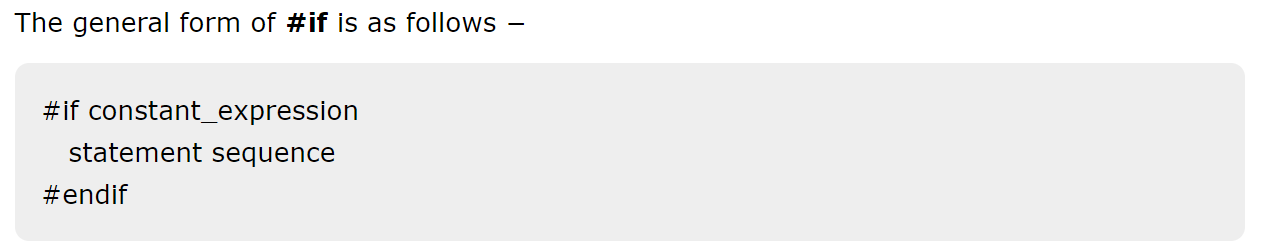 The general form of #if is as follows −
#if constant_expression
statement sequence
#endif